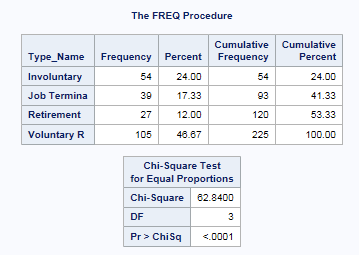 The FREQ Procedure
Type_Name Frequency Percent Cumulative Frequency Cumulative Percent
Involuntary 54 24.00 54 24.00
Job Termina 39 17.33 93 41.33
Retirement 27 12.00 120 53.33
Voluntary R 105 46.67 225 100.00
Chi-Square Test
for Equal Proportions
Chi-Square 62.8400
DF 3
Pr > ChiSq <.0001